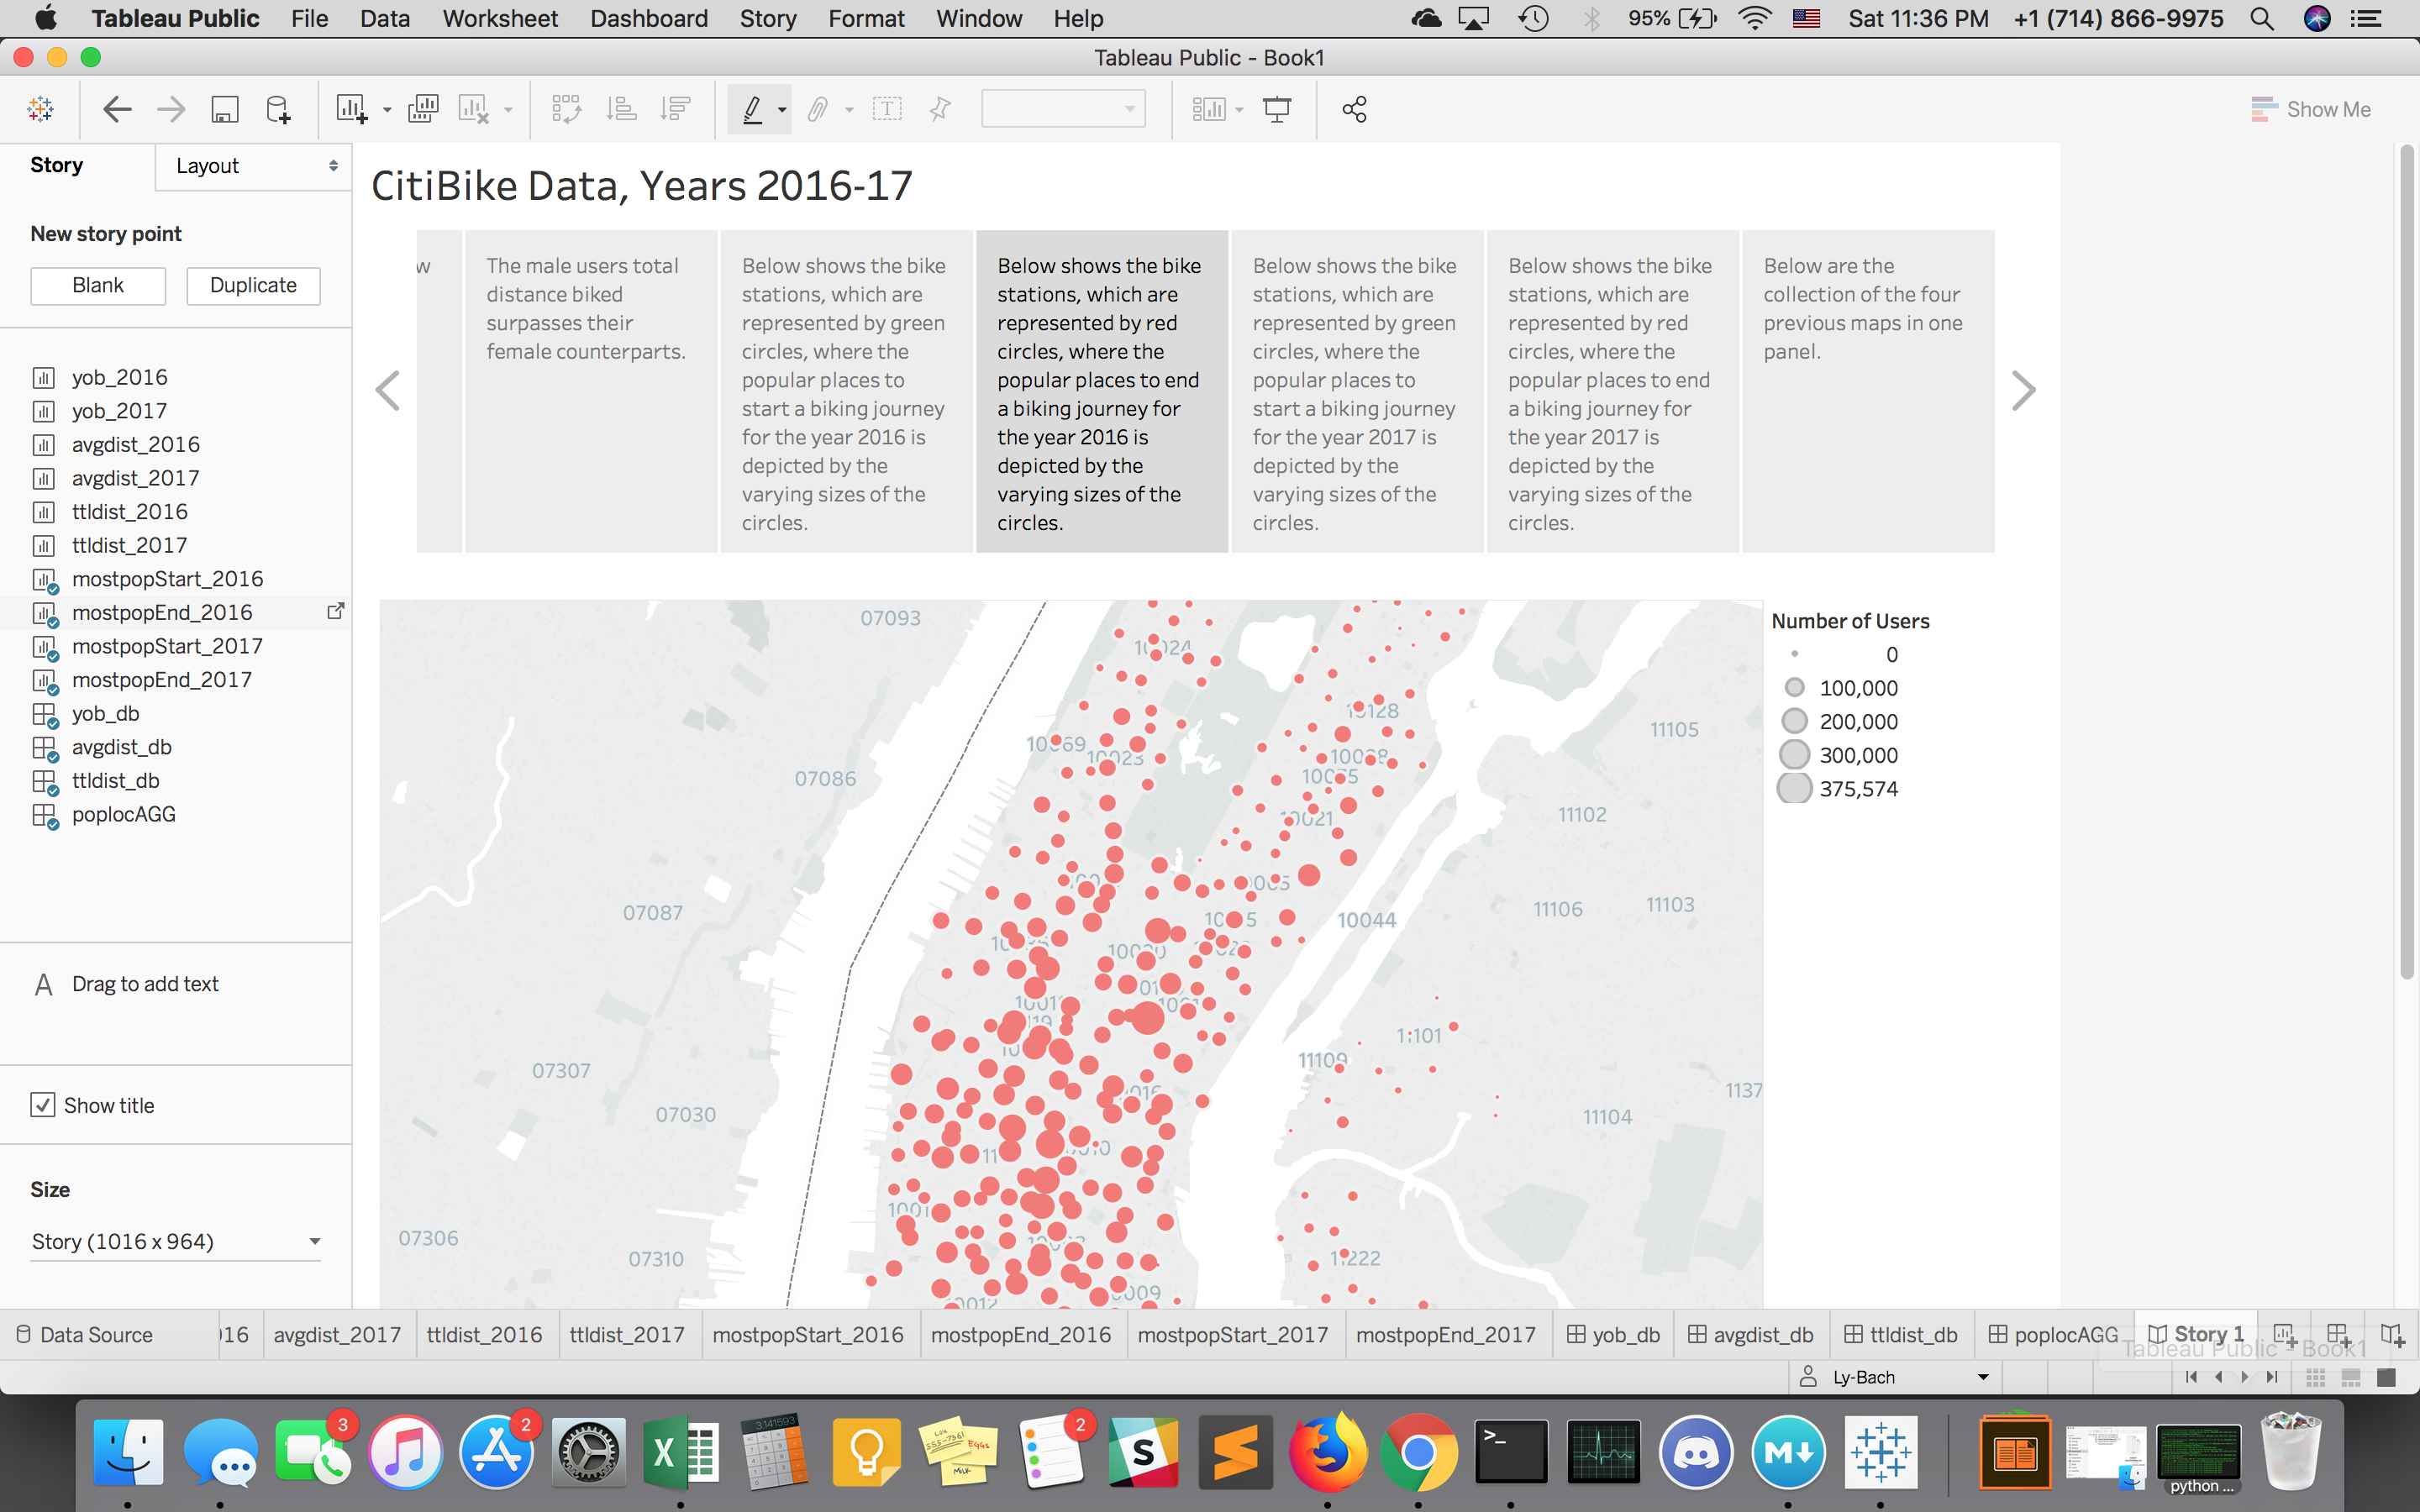 Tableau Public File Data Worksheet Dashboard Story Format Window Help 95% Sat 11:36 PM +1 (714) 866-9975
Tableau Public - Book1
Show Me
Story Layout
New story point
Blank Duplicate
yob_2016
yob_2017
avgdist_2016
avgdist_2017
ttldist_2016
ttldist_2017
mostpopStart_2016
mostpopEnd_2016
mostpopStart_2017
mostpopEnd_2017
yob_db
avgdist_db
ttldist_db
poplocAGG
A Drag to add text
Show title
Size
Story (1016 x 964)
CitiBike Data, Years 2016-17
w
The male users total
distance biked
surpasses their
female counterparts.
Below shows the bike
stations, which are
represented by green
circles, where the
popular places to
start a biking journey
for the year 2016 is
depicted by the
varying sizes of the
circles.
Below shows the bike
stations, which are
represented by red
circles, where the
popular places to end
a biking journey for
the year 2016 is
depicted by the
varying sizes of the
circles.
Below shows the bike
stations, which are
represented by green
circles, where the
popular places to
start a biking journey
for the year 2017 is
depicted by the
varying sizes of the
circles.
Below shows the bike
stations, which are
represented by red
circles, where the
popular places to end
a biking journey for
the year 2017 is
depicted by the
varying sizes of the
circles.
Below are the
collection of the four
previous maps in one
panel.
07093
10024
10128
11105
10069
10023
10028
10075
07086
10021
11102
07087
11106
11103
10044
11101
11109
07307
07030
11104
1137
07306
07310
11222
Number of Users
0
100,000
200,000
300,000
375,574
Data Source 16 avgdist_2017 ttldist_2016 ttldist_2017 mostpopStart_2016 mostpopEnd_2016 mostpopStart_2017 mostpopEnd_2017 yob_db avgdist_db ttldist_db poplocAGG Story 1
Tableau Public - Book1
Ly-Bach
3
2
X
3.141593
Lou
555-7361
EGGS
MILK
2
S
>_
M
python ...